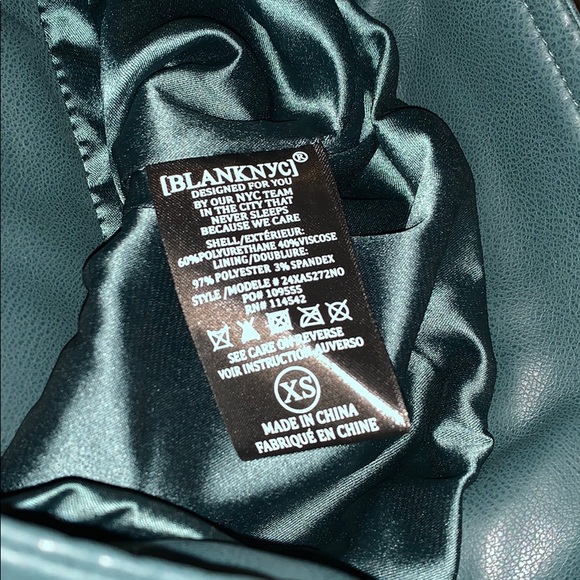 [BLANKNYC]®
DESIGNED FOR YOU
BY OUR NYC TEAM
IN THE CITY THAT
NEVER SLEEPS
BECAUSE WE CARE
SHELL/EXTÉRIEUR:
60%POLYURETHANE 40%VISCOSE
LINING/DOUBLURE:
97% POLYESTER 3% SPANDEX
STYLE /MODELE # 24XA5272NO
PO# 109555
RN# 114542
SEE CARE ON REVERSE
VOIR INSTRUCTION AUVERSO
XS
MADE IN CHINA
FABRIQUÉ EN CHINE